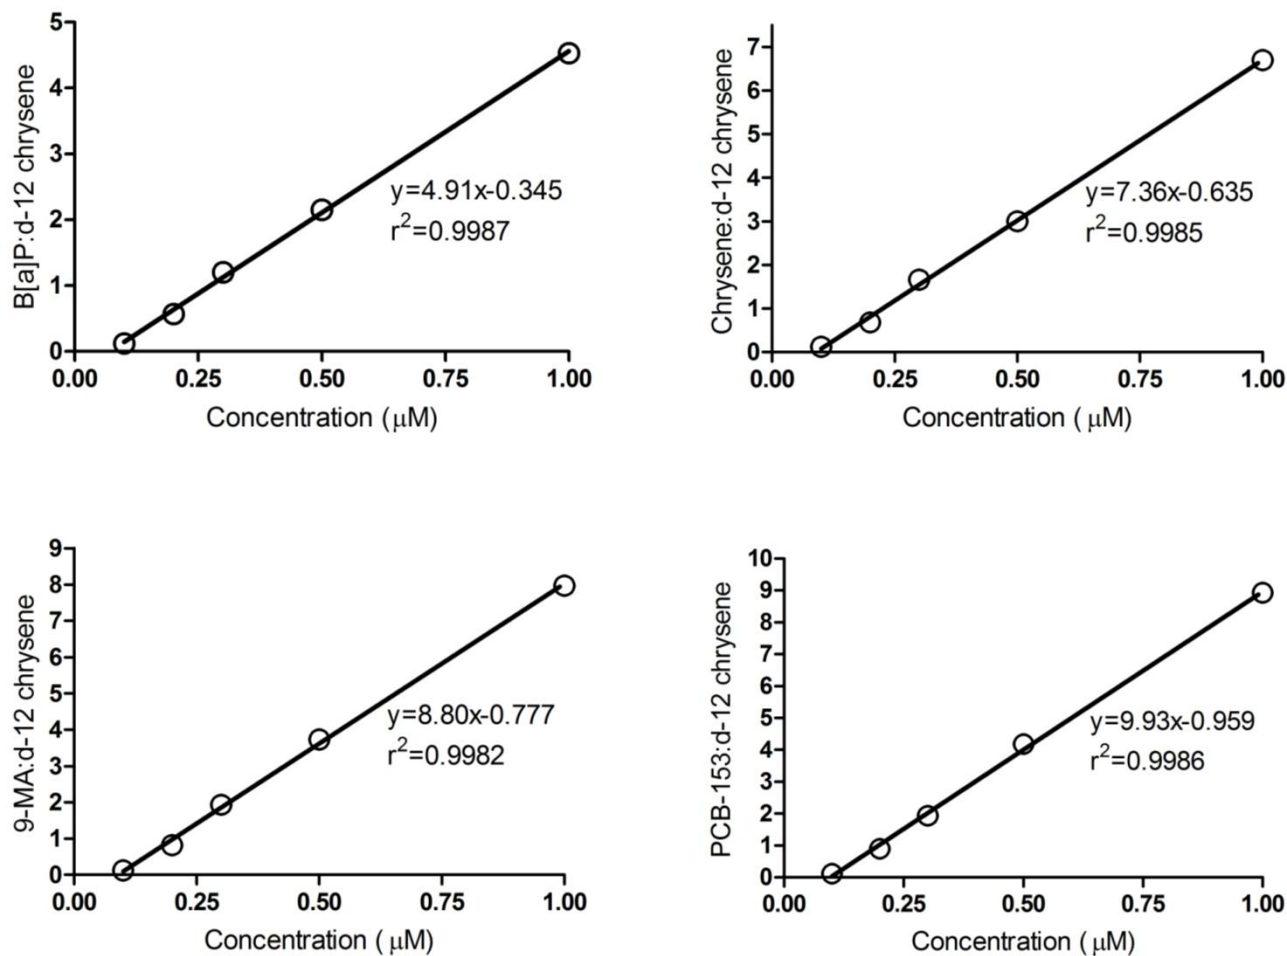 B[a]P:d-12 chrysene
5
4
3
2
1
0
0.00 0.25 0.50 0.75 1.00
Concentration ( μM)
y=4.91x-0.345
r²=0.9987
Chrysene:d-12 chrysene
7
6
5
4
3
2
1
0
0.00 0.25 0.50 0.75 1.00
Concentration ( μM)
y=7.36x-0.635
r²=0.9985
9-MA:d-12 chrysene
9
8
7
6
5
4
3
2
1
0
0.00 0.25 0.50 0.75 1.00
Concentration ( μM)
y=8.80x-0.777
r²=0.9982
PCB-153:d-12 chrysene
10
9
8
7
6
5
4
3
2
1
0
0.00 0.25 0.50 0.75 1.00
Concentration ( μM)
y=9.93x-0.959
r²=0.9986